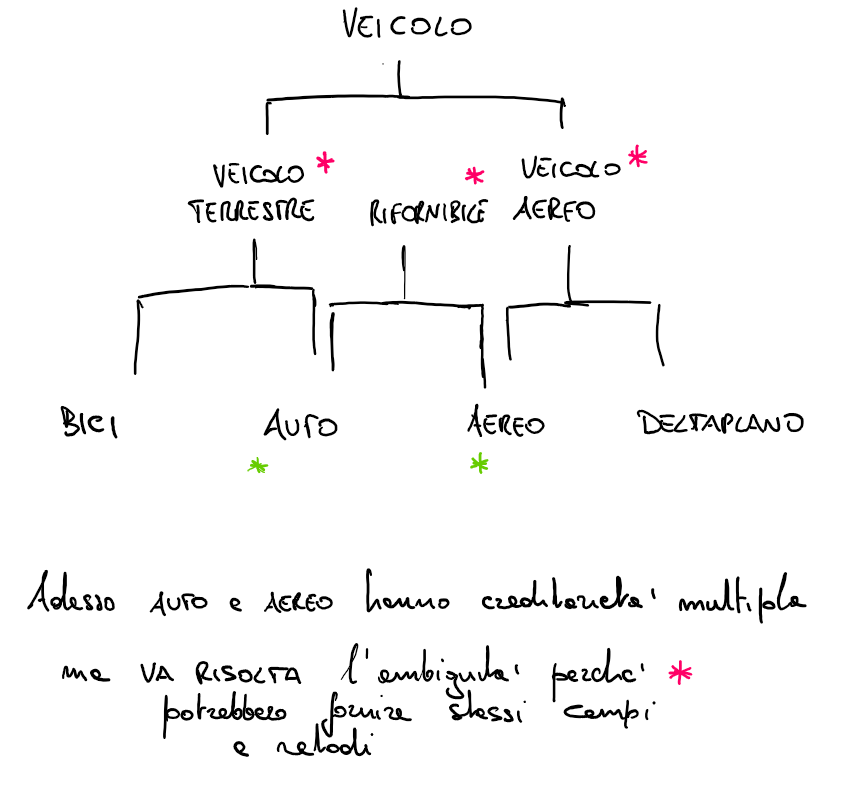 VEICOLO
VEICOLO * * VEICOLO *
TERRESTRE RIFORNIBILE AEREO
BICI AUTO AEREO DELTAPLANO
* *
Adesso AUTO e AEREO hanno ereditarietà multipla
ma VA RISOLTA l'ambiguità perché *
potrebbero fornire stessi campi
e metodi